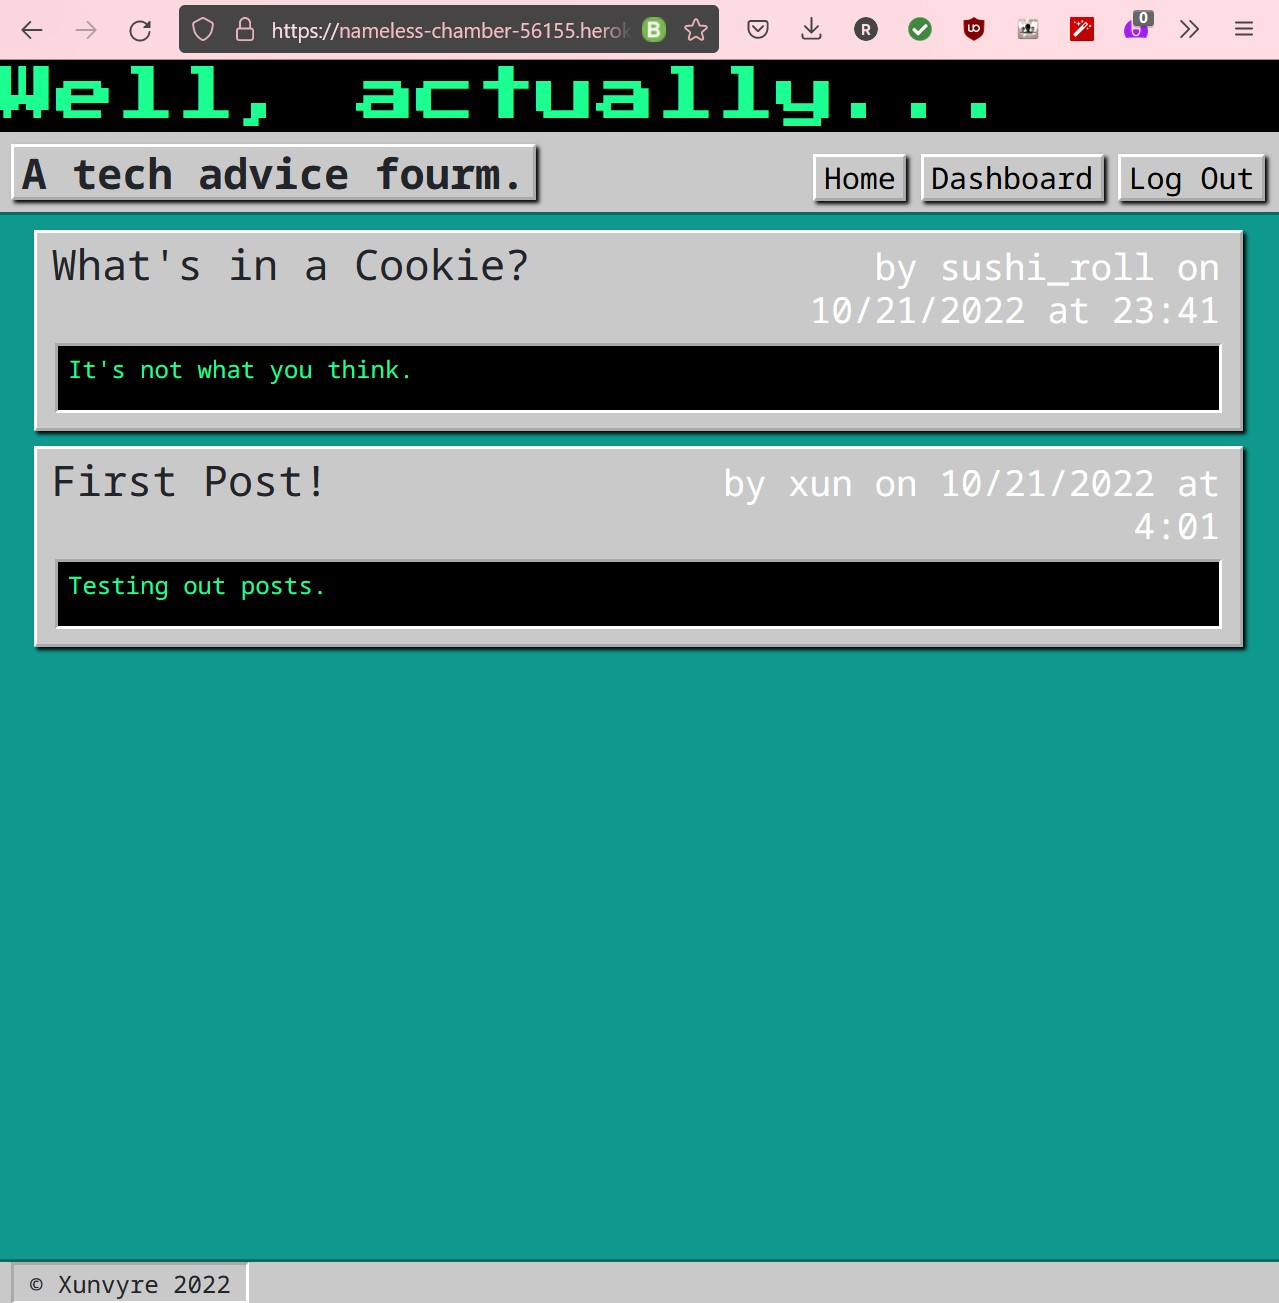 https://nameless-chamber-56155.herok
B
R
UO
0
Well, actually...
A tech advice fourm.
Home
Dashboard
Log Out
What's in a Cookie?
by sushi_roll on
10/21/2022 at 23:41
It's not what you think.
First Post!
by xun on 10/21/2022 at
4:01
Testing out posts.
© Xunvyre 2022